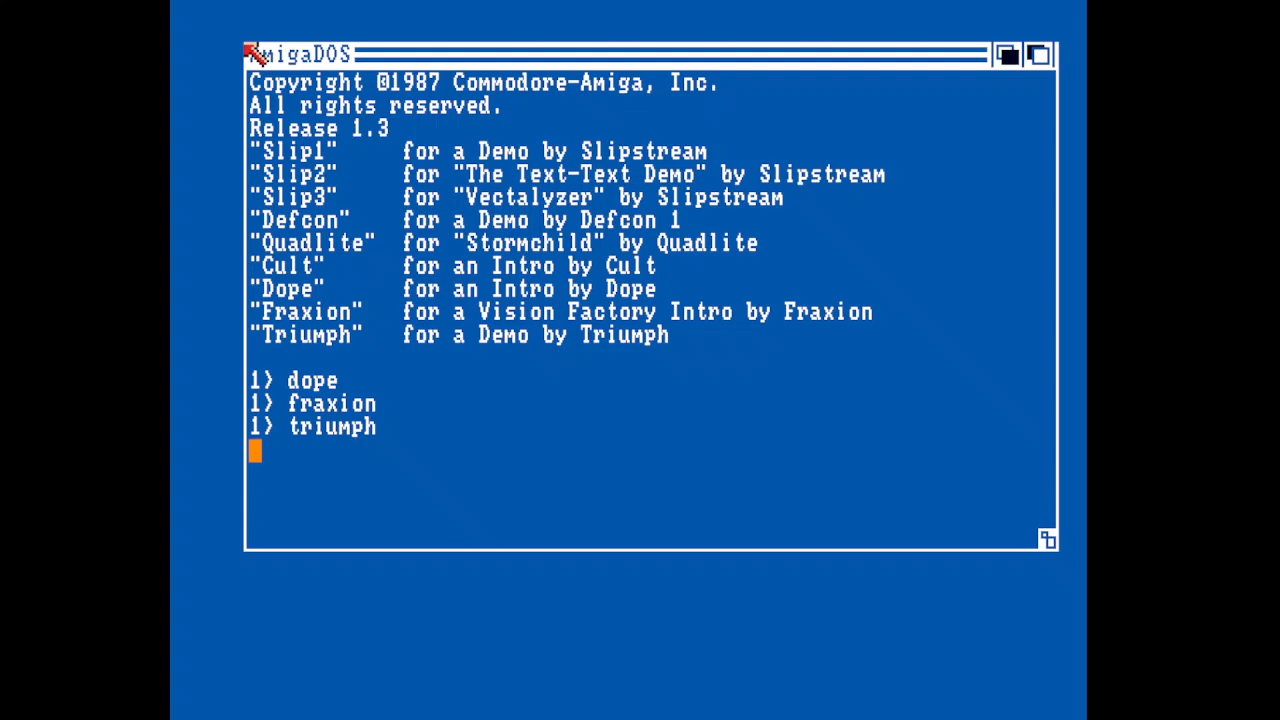 AmigaDOS
Copyright @1987 Commodore-Amiga, Inc.
All rights reserved.
Release 1.3
"Slip1" for a Demo by Slipstream
"Slip2" for "The Text-Text Demo" by Slipstream
"Slip3" for "Vectalyzer" by Slipstream
"Defcon" for a Demo by Defcon 1
"Quadlite" for "Stormchild" by Quadlite
"Cult" for an Intro by Cult
"Dope" for an Intro by Dope
"Fraxion" for a Vision Factory Intro by Fraxion
"Triumph" for a Demo by Triumph
1> dope
1> fraxion
1> triumph